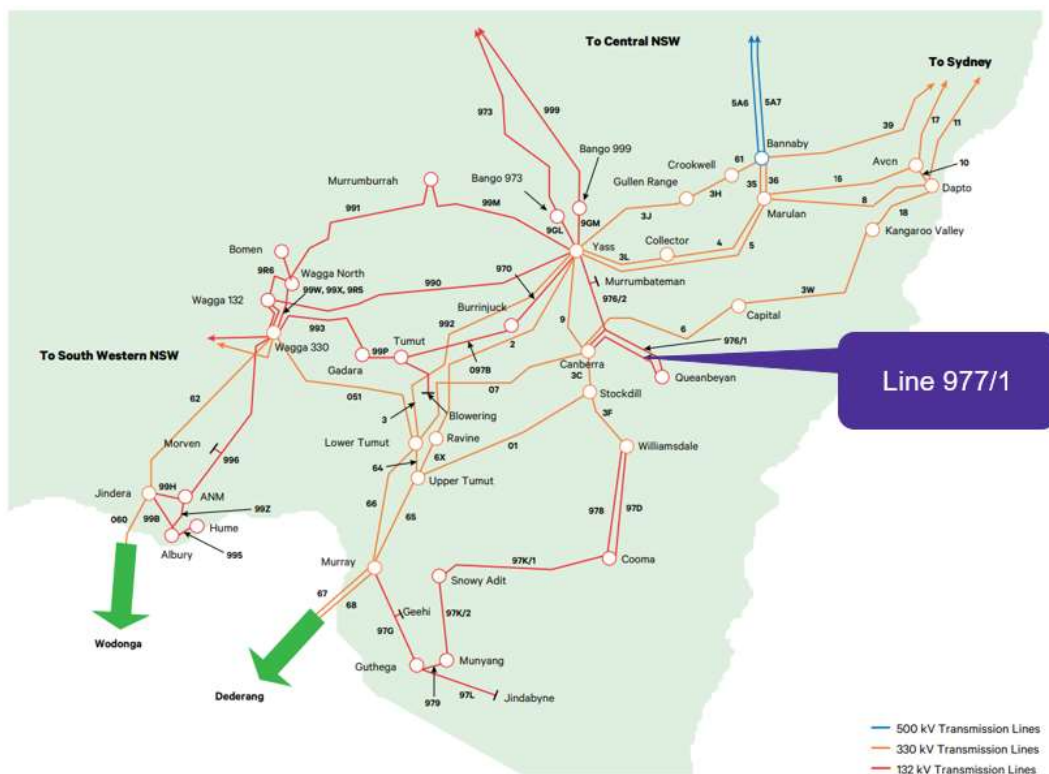 To Central NSW
To Sydney
973
999
5A6
5A7
39
17
11
Bannaby
Bango 999
Crookwell
61
Avon
10
Murrumburrah
Bango 973
Gullen Range
3H
35
36
16
Dapto
991
99M
9GL
9GM
3J
Marulan
8
18
Bomen
Yass
Collector
4
5
Kangaroo Valley
9R6
Wagga North
970
3L
99W, 99X, 9R5
990
Murrumbateman
Wagga 132
Burrinjuck
976/2
3W
993
992
9
6
Capital
To South Western NSW
Wagga 330
99P
Tumut
2
Canberra
976/1
Gadara
097B
3C
Queanbeyan
Line 977/1
07
Stockdill
62
051
3
Blowering
3F
Morven
Lower Tumut
Ravine
01
Williamsdale
996
64
6X
Upper Tumut
Jindera
99H
ANM
66
65
978
97D
060
99B
99Z
Hume
Albury
995
Murray
97K/1
Cooma
Snowy Adit
67
68
Geehi
97K/2
97G
Wodonga
Guthega
Munyang
Dederang
979
97L
Jindabyne
500 kV Transmission Lines
330 kV Transmission Lines
132 kV Transmission Lines